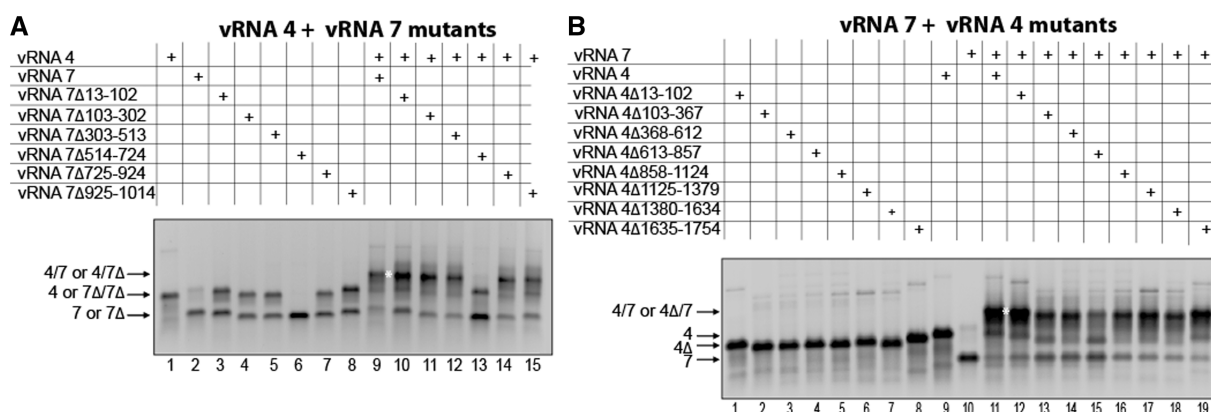 A
vRNA 4 + vRNA 7 mutants
vRNA 4 + + + + + + + +
vRNA 7 + +
vRNA 7Δ13-102 + +
vRNA 7Δ103-302 + +
vRNA 7Δ303-513 + +
vRNA 7Δ514-724 + +
vRNA 7Δ725-924 + +
vRNA 7Δ925-1014 + +
4/7 or 4/7Δ
*
4 or 7Δ/7Δ
7 or 7Δ
1 2 3 4 5 6 7 8 9 10 11 12 13 14 15
B
vRNA 7 + vRNA 4 mutants
vRNA 7 + + + + + + + + + +
vRNA 4 + +
vRNA 4Δ13-102 + +
vRNA 4Δ103-367 + +
vRNA 4Δ368-612 + +
vRNA 4Δ613-857 + +
vRNA 4Δ858-1124 + +
vRNA 4Δ1125-1379 + +
vRNA 4Δ1380-1634 + +
vRNA 4Δ1635-1754 + +
4/7 or 4Δ/7
*
4
4Δ
7
1 2 3 4 5 6 7 8 9 10 11 12 13 14 15 16 17 18 19